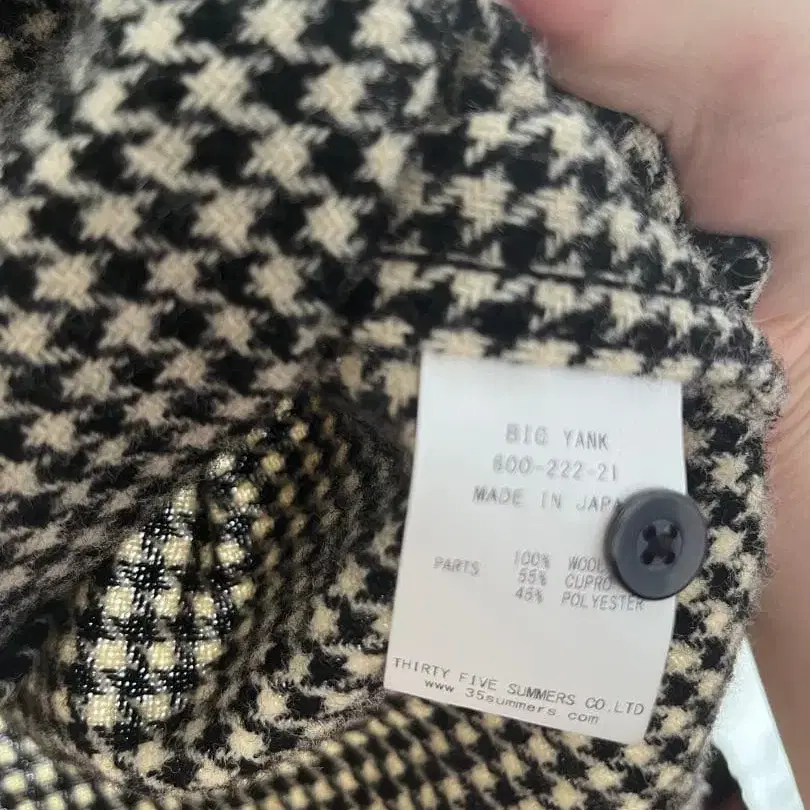 BIG YANK
600-222-21
MADE IN JAPA
100% WOOL
PARTS 55% CUPRO
45% POLYESTER
THIRTY FIVE SUMMERS CO.LTD
www 35summers com